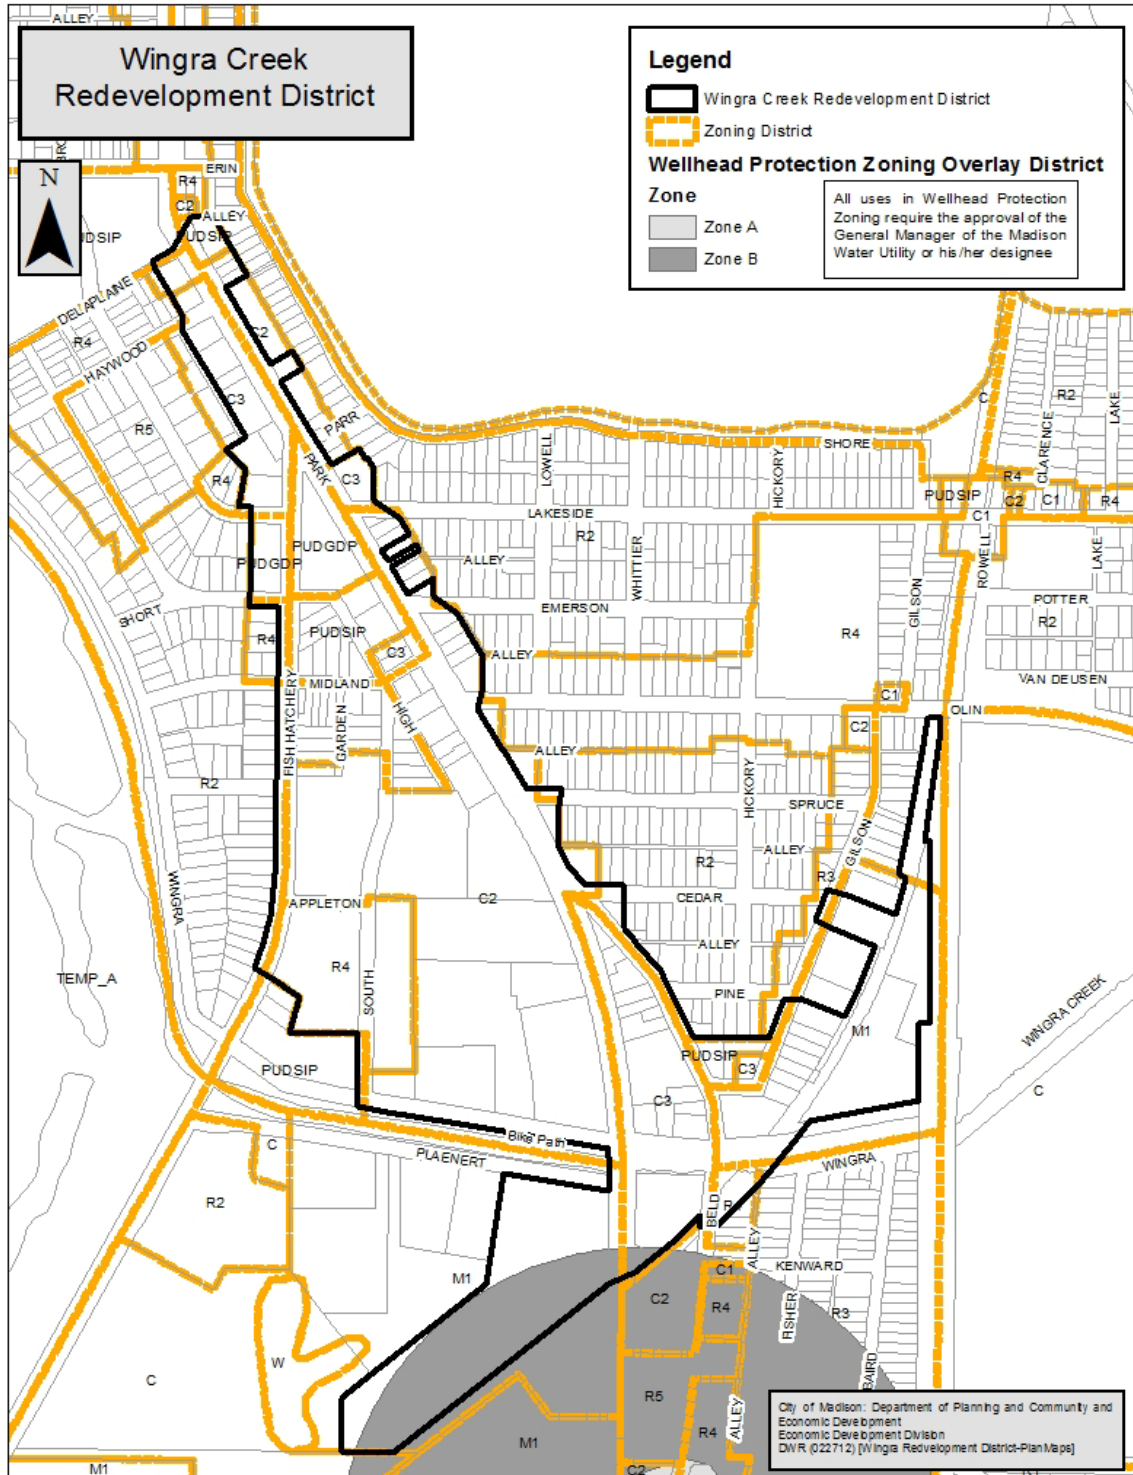 ALLEY
Wingra Creek
Redevelopment District
Legend
Wingra Creek Redevelopment District
Zoning District
Wellhead Protection Zoning Overlay District
Zone
Zone A
Zone B
All uses in Wellhead Protection
Zoning require the approval of the
General Manager of the Madison
Water Utility or his/her designee
N
ERIN
R4
C2
ALLEY
UDSIP
UDSIP
DELAPLAINE
R4
HAYWOOD
C2
C3
R5
PARR
PARK
R4
C3
C
R2
CLARENCE
LAKE
SHORE
LOWELL
HICKORY
R4
PUDSIP
C2
C1
R4
C1
LAKESIDE
R2
ALLEY
WHITTIER
ROWELL
LAKE
PUDGDP
PUDGDP
SHORT
EMERSON
GILSON
POTTER
R2
R4
R4
PUDSIP
C3
ALLEY
MIDLAND
VAN DEUSEN
C1
OLIN
HIGH
GARDEN
FISH HATCHERY
C2
ALLEY
R2
HICKORY
SPRUCE
GILSON
ALLEY
R2
R3
WINGRA
APPLETON
C2
CEDAR
ALLEY
R4
SOUTH
TEMP_A
PINE
M1
WINGRA CREEK
PUDSIP
C3
PUDSIP
C3
C
Bike Path
PLAENERT
C
WINGRA
R2
BELD
R
ALLEY
KENWARD
M1
C1
C2
R4
FISHER
R3
W
C
BAIRD
R5
R4
ALLEY
M1
M1
C2
City of Madison: Department of Planning and Community and
Economic Development
Economic Development Division
DWR (022712) [Wingra Redvelopment District-Plan Maps]